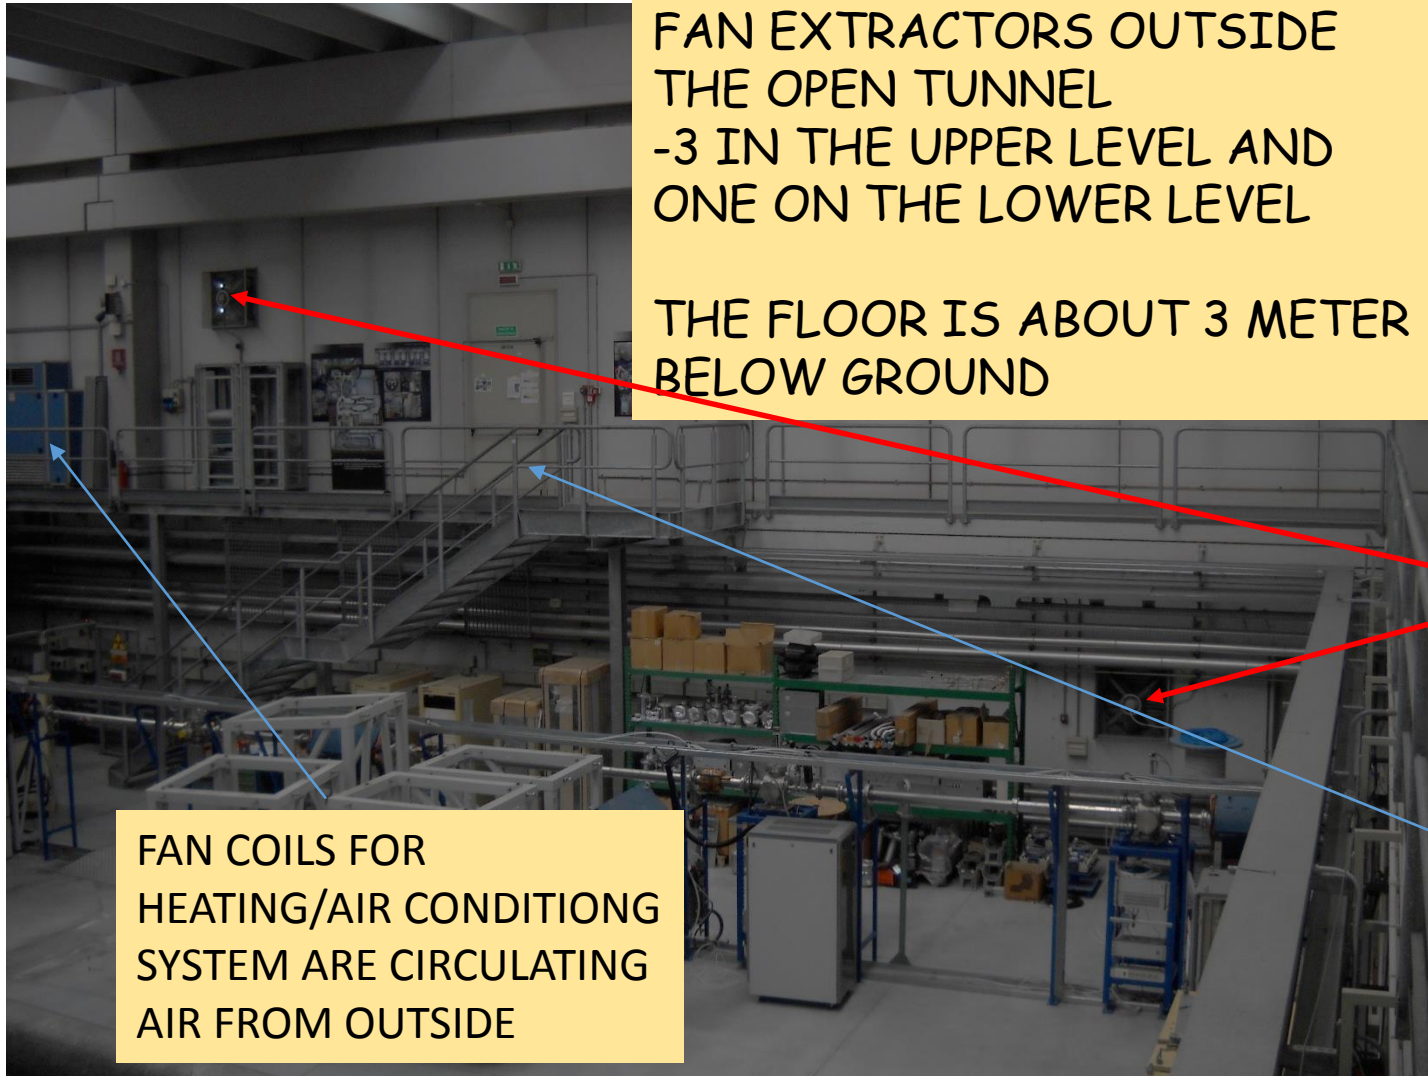 FAN EXTRACTORS OUTSIDE
THE OPEN TUNNEL
-3 IN THE UPPER LEVEL AND
ONE ON THE LOWER LEVEL
THE FLOOR IS ABOUT 3 METER
BELOW GROUND
FAN COILS FOR
HEATING/AIR CONDITIONG
SYSTEM ARE CIRCULATING
AIR FROM OUTSIDE